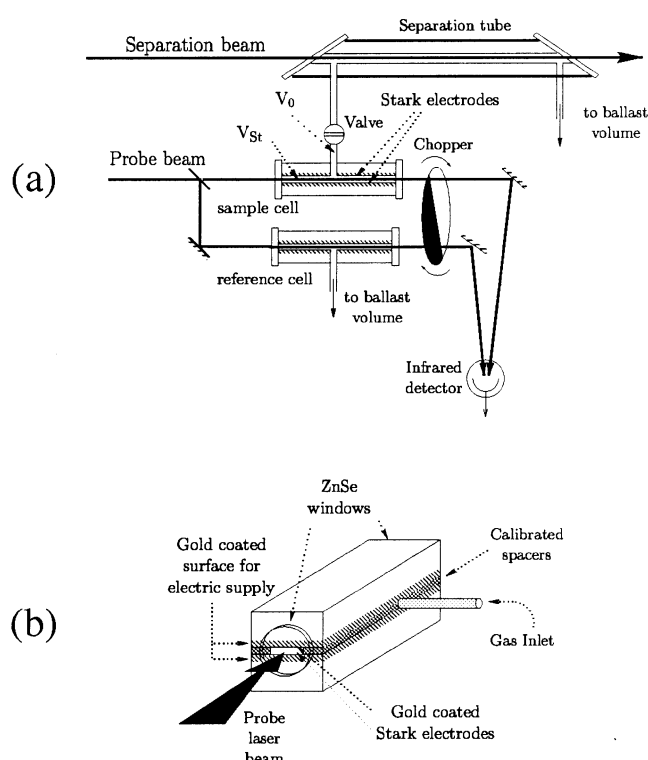 Separation tube
Separation beam
to ballast
volume
V₀
Stark electrodes
Valve
V_St
Chopper
Probe beam
(a)
sample cell
reference cell
to ballast
volume
Infrared
detector
ZnSe
windows
Gold coated
surface for
electric supply
Calibrated
spacers
(b)
Gas Inlet
Probe
laser
beam
Gold coated
Stark electrodes